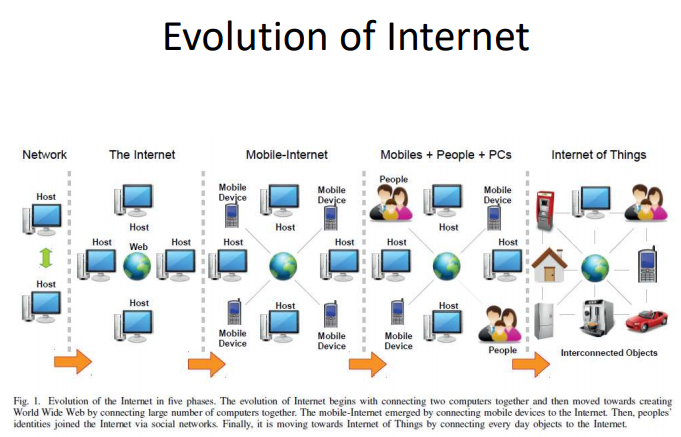 Evolution of Internet
Network
The Internet
Mobile-Internet
Mobiles + People + PCs
Internet of Things
Host
Host
Host
Host
Web
Host
Host
Mobile Device
Host
Mobile Device
Host
Host
Mobile Device
Host
Mobile Device
People
Host
Mobile Device
Host
Host
Mobile Device
Host
People
Interconnected Objects
Fig. 1. Evolution of the Internet in five phases. The evolution of Internet begins with connecting two computers together and then moved towards creating
World Wide Web by connecting large number of computers together. The mobile-Internet emerged by connecting mobile devices to the Internet. Then, peoples'
identities joined the Internet via social networks. Finally, it is moving towards Internet of Things by connecting every day objects to the Internet.